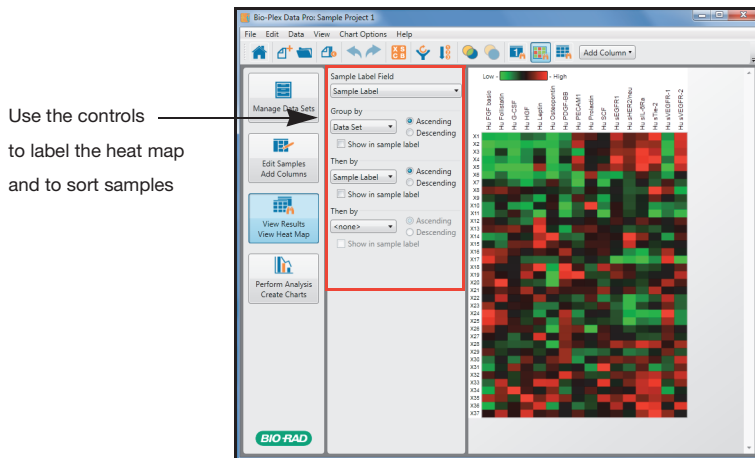 Bio-Plex Data Pro: Sample Project 1
File Edit Data View Chart Options Help
Add Column
Use the controls
to label the heat map
and to sort samples
Manage Data Sets
Edit Samples
Add Columns
View Results
View Heat Map
Perform Analysis
Create Charts
BIO-RAD
Sample Label Field
Sample Label
Group by
Data Set
Ascending
Descending
Show in sample label
Then by
Sample Label
Ascending
Descending
Show in sample label
Then by
<none>
Ascending
Descending
Show in sample label
Low - - High
Hu FGF basic
Hu Follistatin
Hu G-CSF
Hu HGF
Hu Leptin
Hu Osteopontin
Hu PDGF-BB
Hu PECAM1
Hu Prolactin
Hu SCF
Hu sEGFR1
Hu sHER2/neu
Hu sIL-6Ra
Hu sTie-2
Hu sVEGFR-1
Hu sVEGFR-2
X1
X2
X3
X4
X5
X6
X7
X8
X9
X10
X11
X12
X13
X14
X15
X16
X17
X18
X19
X20
X21
X22
X23
X24
X25
X26
X27
X28
X29
X30
X31
X32
X33
X34
X35
X36
X37